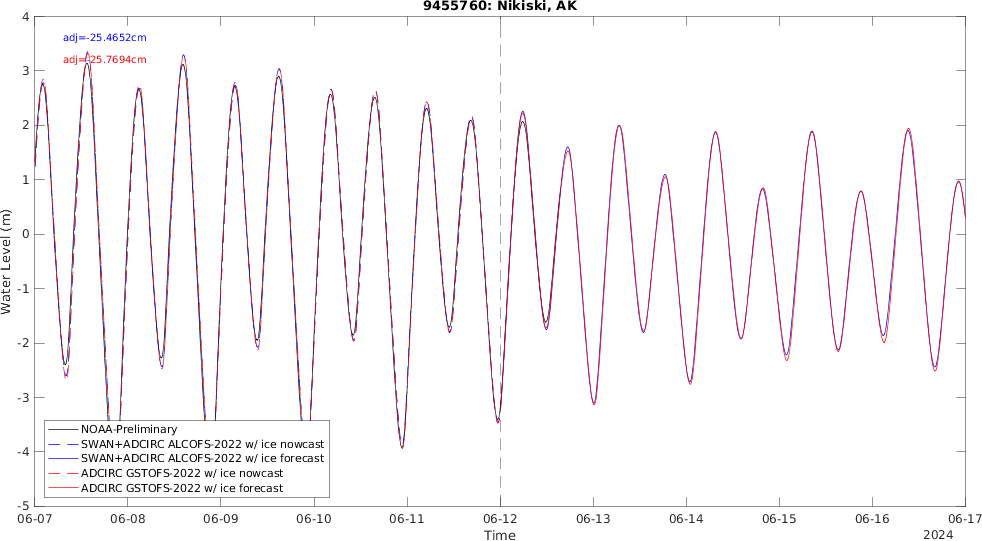 9455760: Nikiski, AK
adj=-25.4652cm
adj=-25.7694cm
Water Level (m)
4
3
2
1
0
-1
-2
-3
-4
-5
NOAA-Preliminary
SWAN+ADCIRC ALCOFS-2022 w/ ice nowcast
SWAN+ADCIRC ALCOFS-2022 w/ ice forecast
ADCIRC GSTOFS-2022 w/ ice nowcast
ADCIRC GSTOFS-2022 w/ ice forecast
06-07 06-08 06-09 06-10 06-11 06-12 06-13 06-14 06-15 06-16 06-17
Time
2024